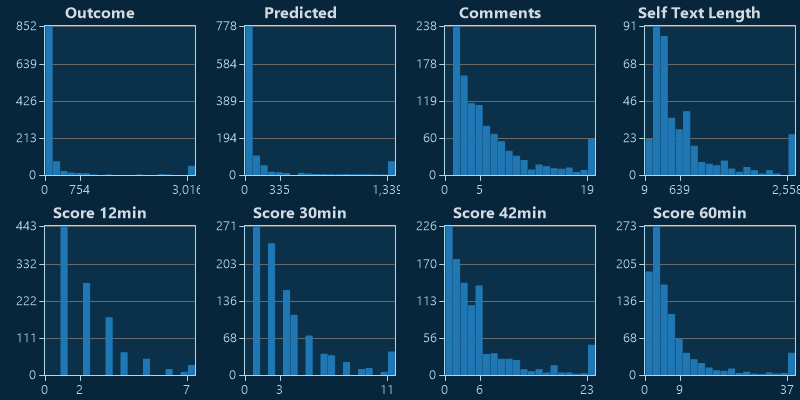 Outcome
852
639
426
213
0
0 754 3,016
Predicted
778
584
389
194
0
0 335 1,339
Comments
238
178
119
60
0
0 5 19
Self Text Length
91
68
46
23
0
9 639 2,558
Score 12min
443
332
222
111
0
0 2 7
Score 30min
271
203
136
68
0
0 3 11
Score 42min
226
170
113
56
0
0 6 23
Score 60min
273
205
136
68
0
0 9 37